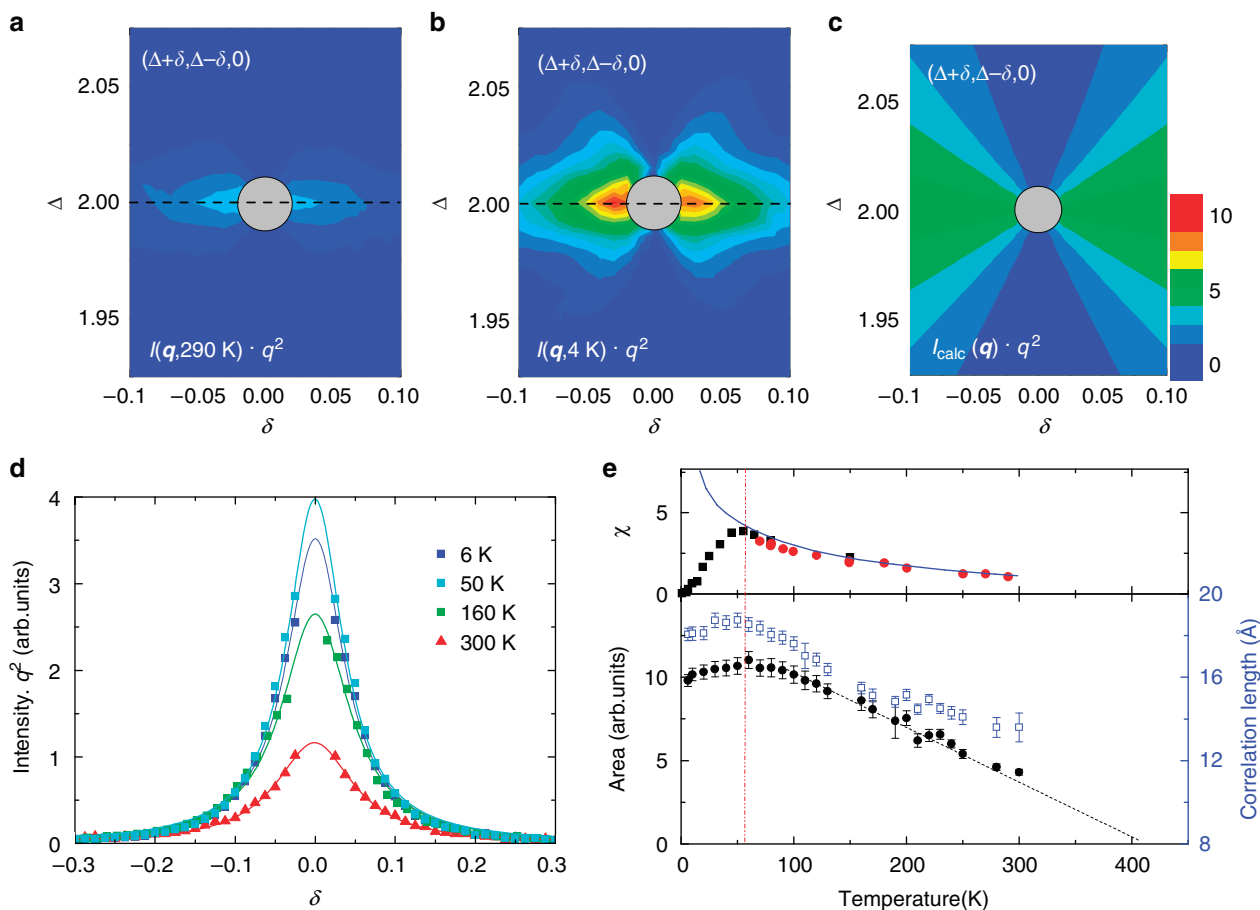 a
(Δ+δ,Δ−δ,0)
2.05
2.00
1.95
Δ
I(q,290 K) · q²
−0.1 −0.05 0.00 0.05 0.10
δ
b
(Δ+δ,Δ−δ,0)
2.05
2.00
1.95
Δ
I(q,4 K) · q²
−0.1 −0.05 0.00 0.05 0.10
δ
c
(Δ+δ,Δ−δ,0)
2.05
2.00
1.95
Δ
Icalc (q) · q²
−0.1 −0.05 0.00 0.05 0.10
δ
10
5
0
d
Intensity. q² (arb.units)
4
3
2
1
0
6 K
50 K
160 K
300 K
−0.3 −0.2 −0.1 0.0 0.1 0.2 0.3
δ
e
χ
5
0
Area (arb.units)
10
5
0
20
16
12
8
Correlation length (Å)
0 100 200 300 400
Temperature(K)